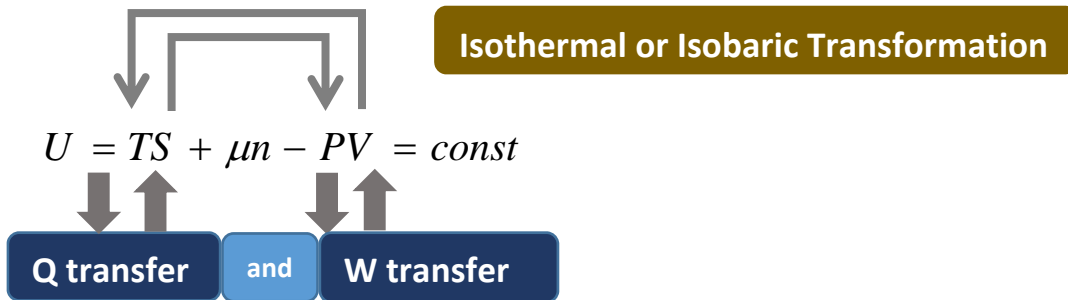 Isothermal or Isobaric Transformation
U = TS + μn − PV = const
Q transfer and W transfer